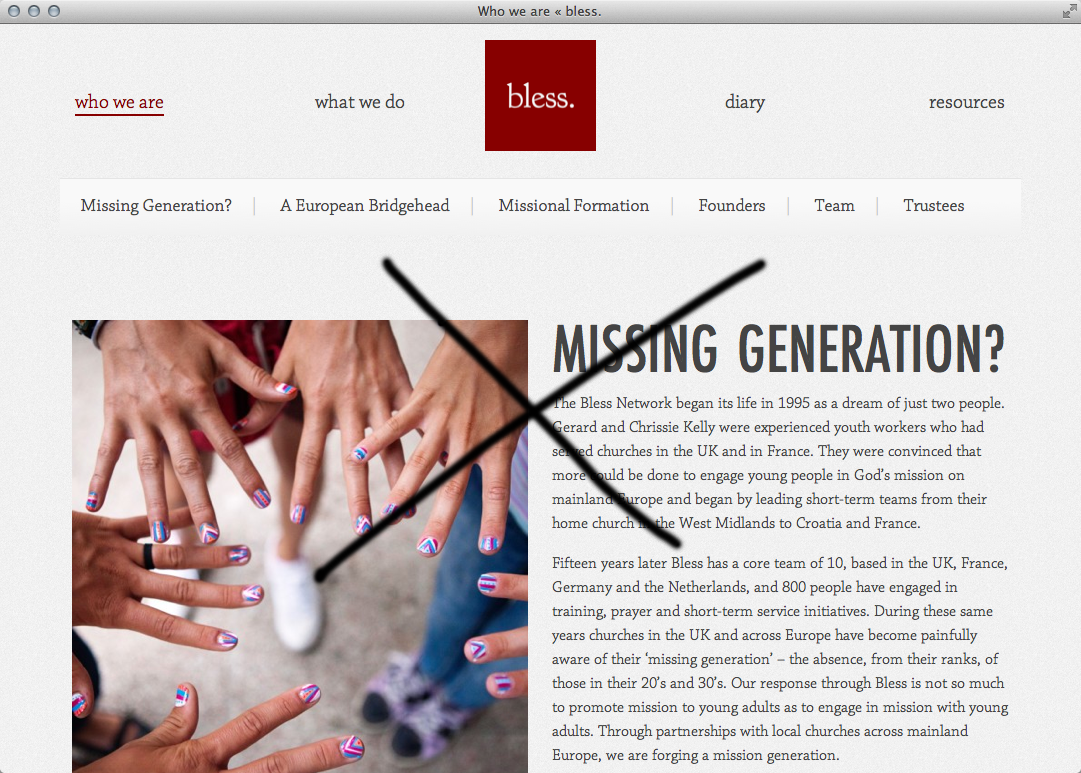 Who we are « bless.
who we are
what we do
bless.
diary
resources
Missing Generation?
A European Bridgehead
Missional Formation
Founders
Team
Trustees
MISSING GENERATION?
The Bless Network began its life in 1995 as a dream of just two people.
Gerard and Chrissie Kelly were experienced youth workers who had
served churches in the UK and in France. They were convinced that
more could be done to engage young people in God's mission on
mainland Europe and began by leading short-term teams from their
home church in the West Midlands to Croatia and France.
Fifteen years later Bless has a core team of 10, based in the UK, France,
Germany and the Netherlands, and 800 people have engaged in
training, prayer and short-term service initiatives. During these same
years churches in the UK and across Europe have become painfully
aware of their 'missing generation' – the absence, from their ranks, of
those in their 20's and 30's. Our response through Bless is not so much
to promote mission to young adults as to engage in mission with young
adults. Through partnerships with local churches across mainland
Europe, we are forging a mission generation.